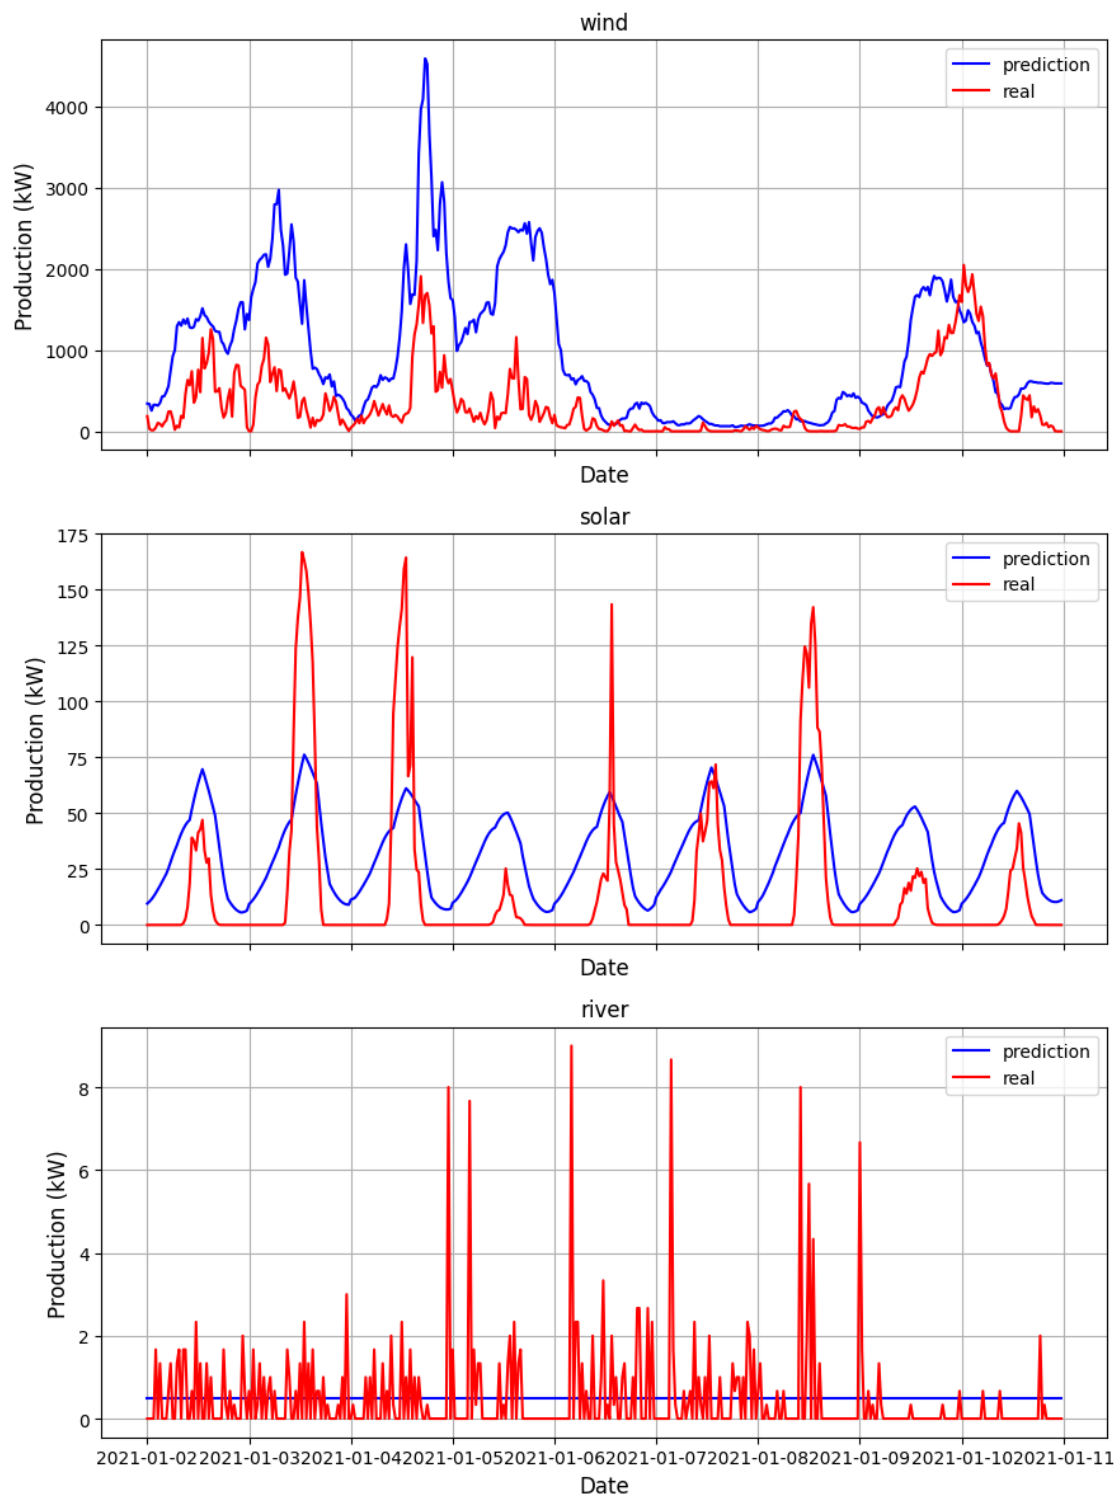 wind
prediction
real
4000
3000
2000
1000
0
Production (kW)
Date
solar
prediction
real
175
150
125
100
75
50
25
0
Production (kW)
Date
river
prediction
real
8
6
4
2
0
Production (kW)
2021-01-02 2021-01-03 2021-01-04 2021-01-05 2021-01-06 2021-01-07 2021-01-08 2021-01-09 2021-01-10 2021-01-11
Date